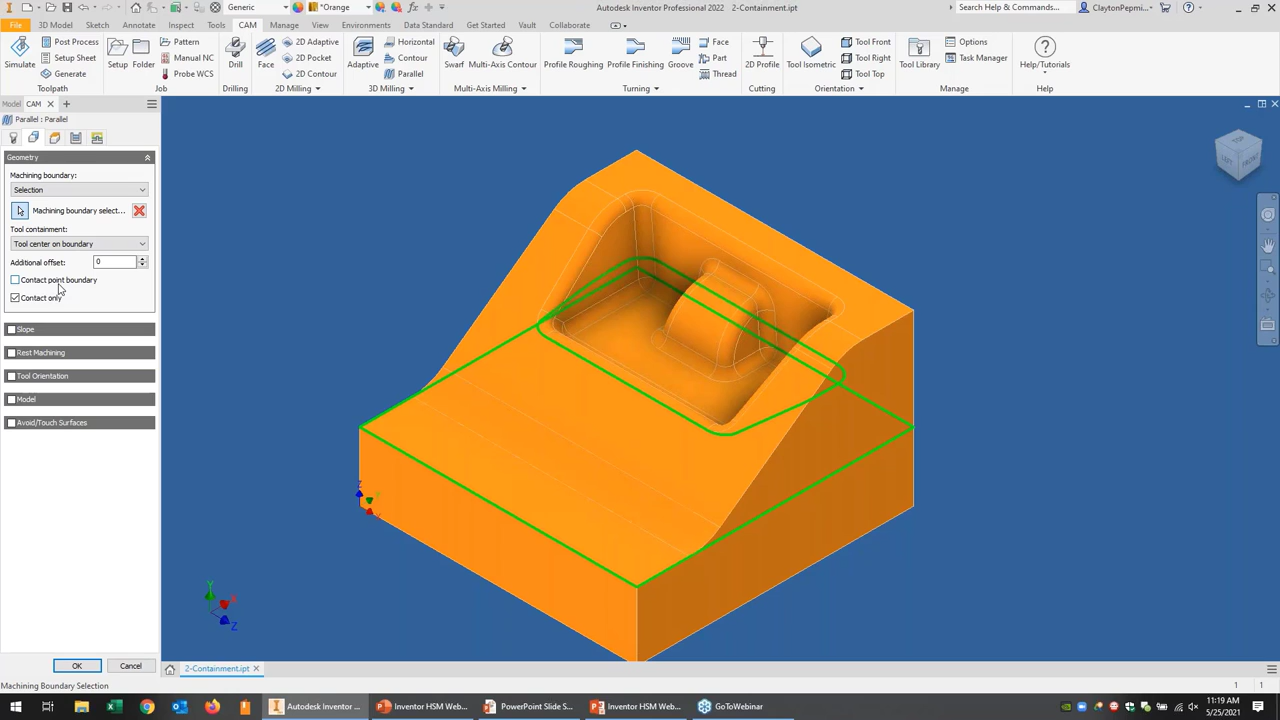 Generic
*Orange
Autodesk Inventor Professional 2022 2-Containment.ipt
Search Help & Commands...
ClaytonPepmi...
File 3D Model Sketch Annotate Inspect Tools CAM Manage View Environments Data Standard Get Started Vault Collaborate
Simulate
Post Process
Setup Sheet
Generate
Toolpath
Setup
Folder
Pattern
Manual NC
Probe WCS
Job
Drill
Drilling
Face
2D Adaptive
2D Pocket
2D Contour
2D Milling
Adaptive
Horizontal
Contour
Parallel
3D Milling
Swarf
Multi-Axis Contour
Multi-Axis Milling
Profile Roughing
Profile Finishing
Groove
Face
Part
Thread
Turning
2D Profile
Cutting
Tool Isometric
Tool Front
Tool Right
Tool Top
Orientation
Tool Library
Options
Task Manager
Manage
Help/Tutorials
Help
Model CAM
Parallel : Parallel
Geometry
Machining boundary:
Selection
Machining boundary select...
Tool containment:
Tool center on boundary
Additional offset: 0
Contact point boundary
Contact only
Slope
Rest Machining
Tool Orientation
Model
Avoid/Touch Surfaces
TOP
LEFT
FRONT
Z
Y
Z
OK Cancel
2-Containment.ipt
Machining Boundary Selection
1 1
Autodesk Inventor ...
Inventor HSM Web...
PowerPoint Slide S...
Inventor HSM Web...
GoToWebinar
11:19 AM
5/25/2021